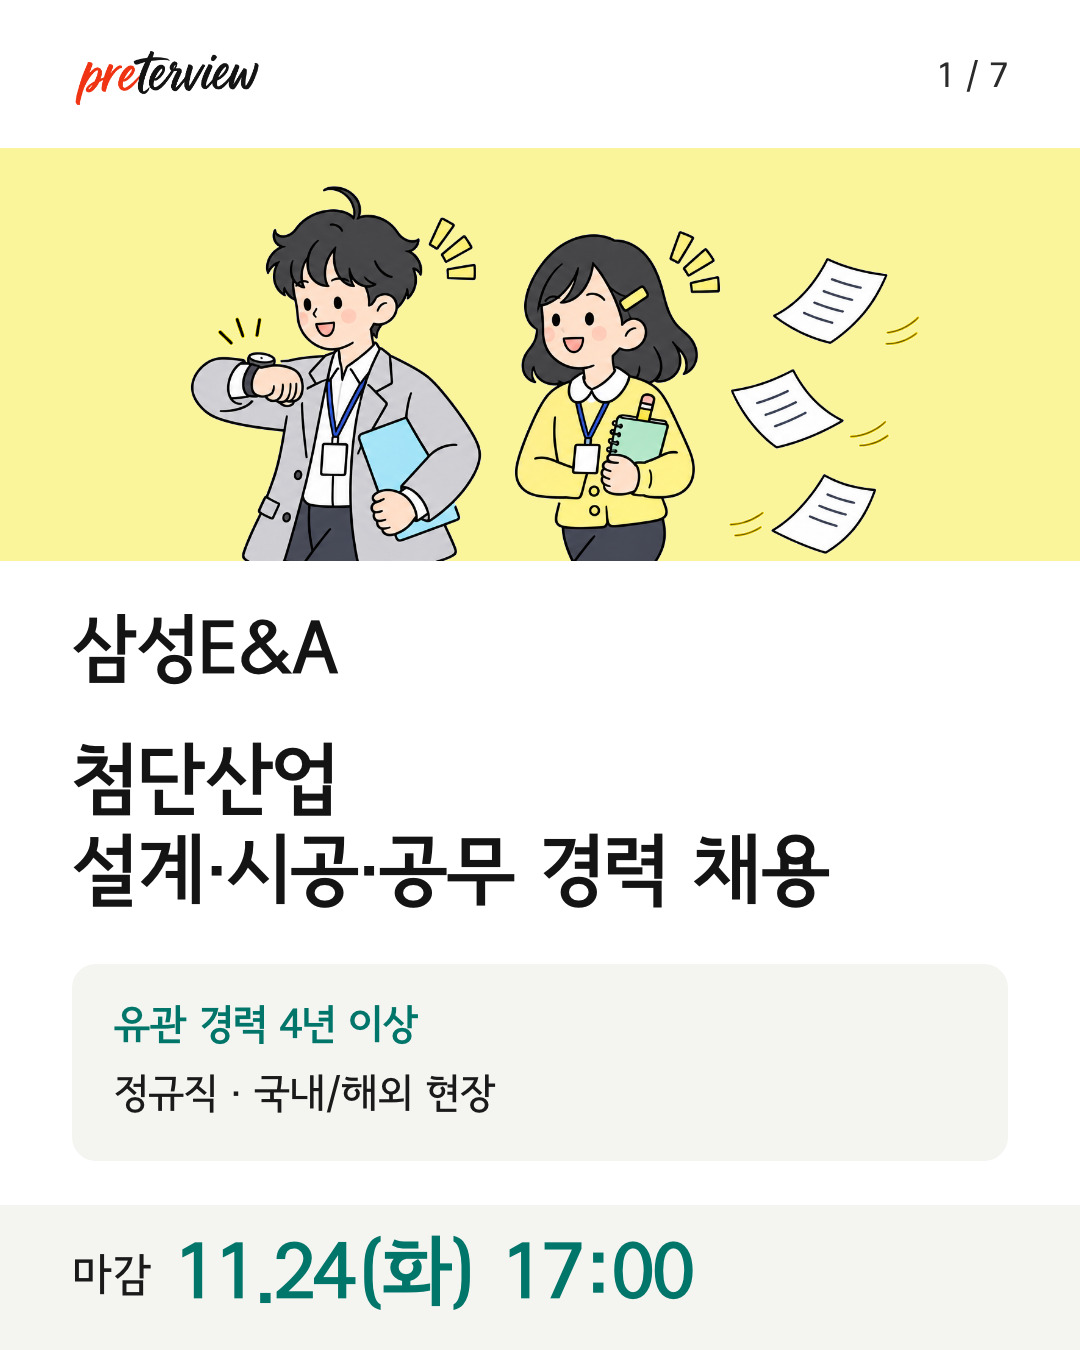 preterview
1 / 7
삼성E&A
첨단산업
설계·시공·공무 경력 채용
유관 경력 4년 이상
정규직 · 국내/해외 현장
마감 11.24(화) 17:00